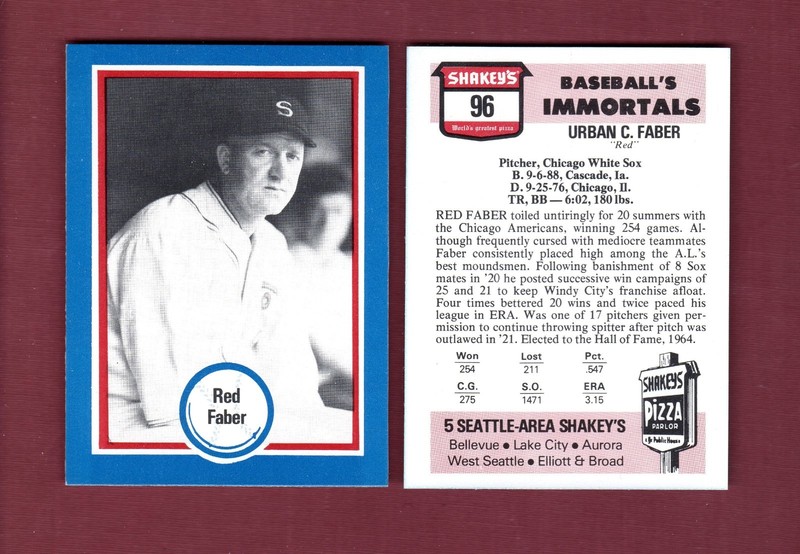 S
Red
Faber
SHAKEY'S
96
World's greatest pizza
BASEBALL'S
IMMORTALS
URBAN C. FABER
"Red"
Pitcher, Chicago White Sox
B. 9-6-88, Cascade, Ia.
D. 9-25-76, Chicago, Il.
TR, BB — 6:02, 180 lbs.
RED FABER toiled untiringly for 20 summers with
the Chicago Americans, winning 254 games. Al-
though frequently cursed with mediocre teammates
Faber consistently placed high among the A.L.'s
best moundsmen. Following banishment of 8 Sox
mates in '20 he posted successive win campaigns of
25 and 21 to keep Windy City's franchise afloat.
Four times bettered 20 wins and twice paced his
league in ERA. Was one of 17 pitchers given per-
mission to continue throwing spitter after pitch was
outlawed in '21. Elected to the Hall of Fame, 1964.
Won Lost Pct.
254 211 .547
C.G. S.O. ERA
275 1471 3.15
SHAKEY'S
PIZZA
PARLOR
& Ye Public House
5 SEATTLE-AREA SHAKEY'S
Bellevue ● Lake City ● Aurora
West Seattle ● Elliott & Broad